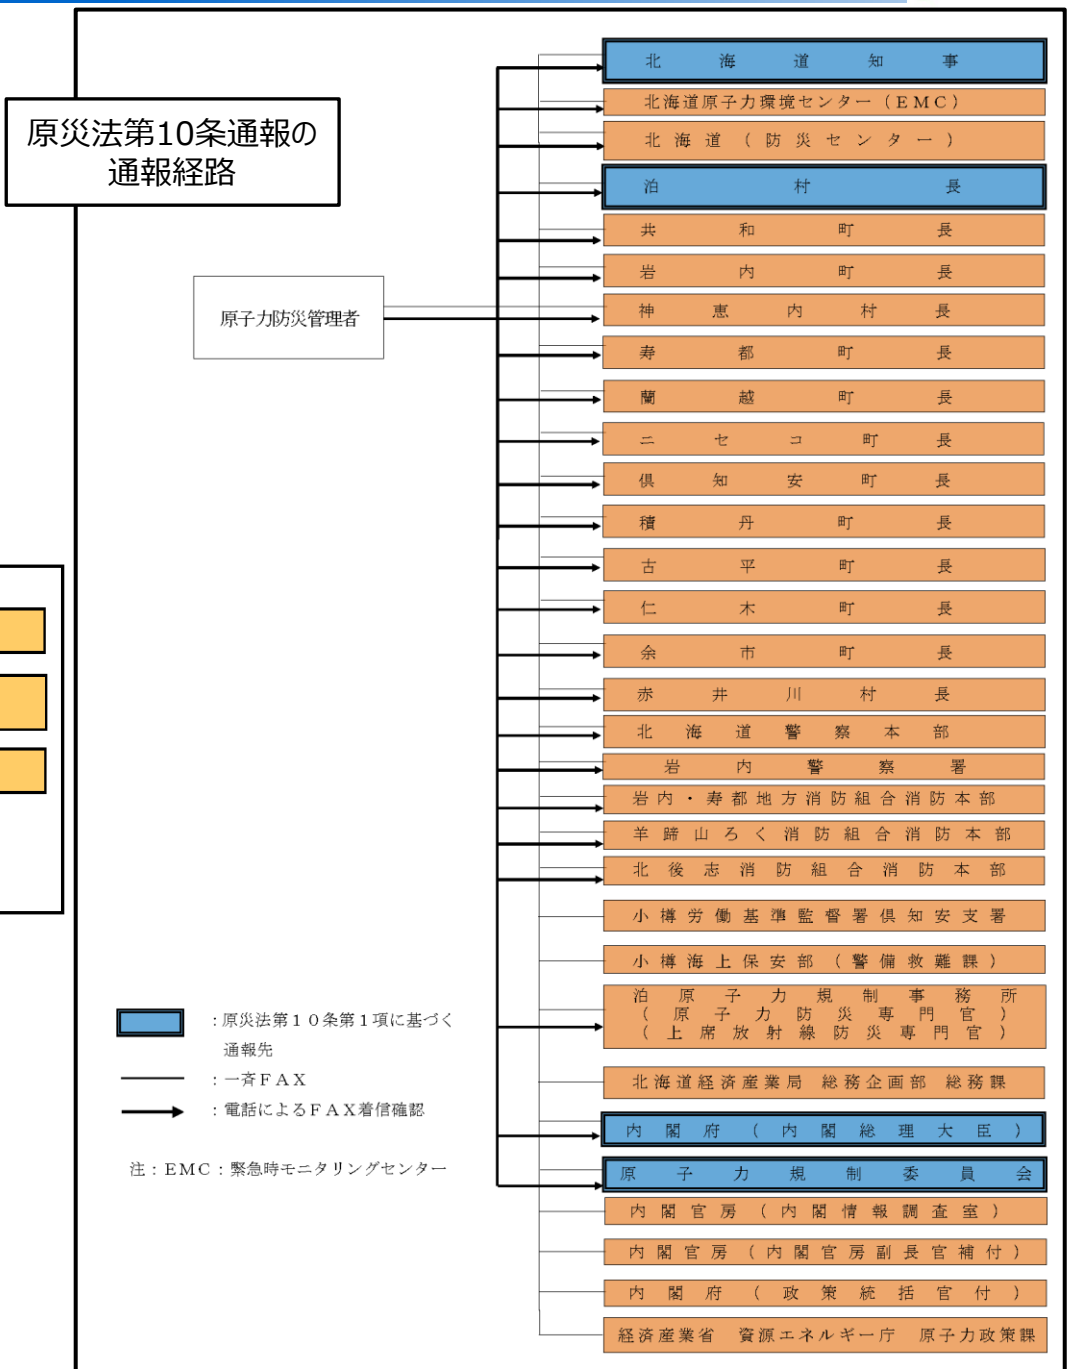 原災法第10条通報の
通報経路
原子力防災管理者
北海道知事
北海道原子力環境センター（ＥＭＣ）
北海道（防災センター）
泊村長
共和町長
岩内町長
神恵内村長
寿都町長
蘭越町長
ニセコ町長
倶知安町長
積丹町長
古平町長
仁木町長
余市町長
赤井川村長
北海道警察本部
岩内警察署
岩内・寿都地方消防組合消防本部
羊蹄山ろく消防組合消防本部
北後志消防組合消防本部
小樽労働基準監督署倶知安支署
小樽海上保安部（警備救難課）
泊原子力規制事務所
（原子力防災専門官）
（上席放射線防災専門官）
北海道経済産業局　総務企画部　総務課
内閣府（内閣総理大臣）
原子力規制委員会
内閣官房（内閣情報調査室）
内閣官房（内閣官房副長官補付）
内閣府（政策統括官付）
経済産業省　資源エネルギー庁　原子力政策課
：原災法第１０条第１項に基づく
通報先
：一斉ＦＡＸ
：電話によるＦＡＸ着信確認
注：ＥＭＣ：緊急時モニタリングセンター